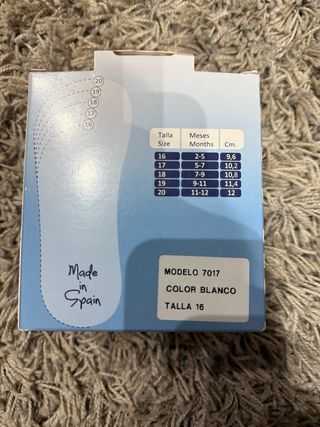 20
19
18
17
16
Talla Meses Cm.
Size Months
16 2-5 9,6
17 5-7 10,2
18 7-9 10,8
19 9-11 11,4
20 11-12 12
Made
in
Spain
MODELO 7017
COLOR BLANCO
TALLA 16